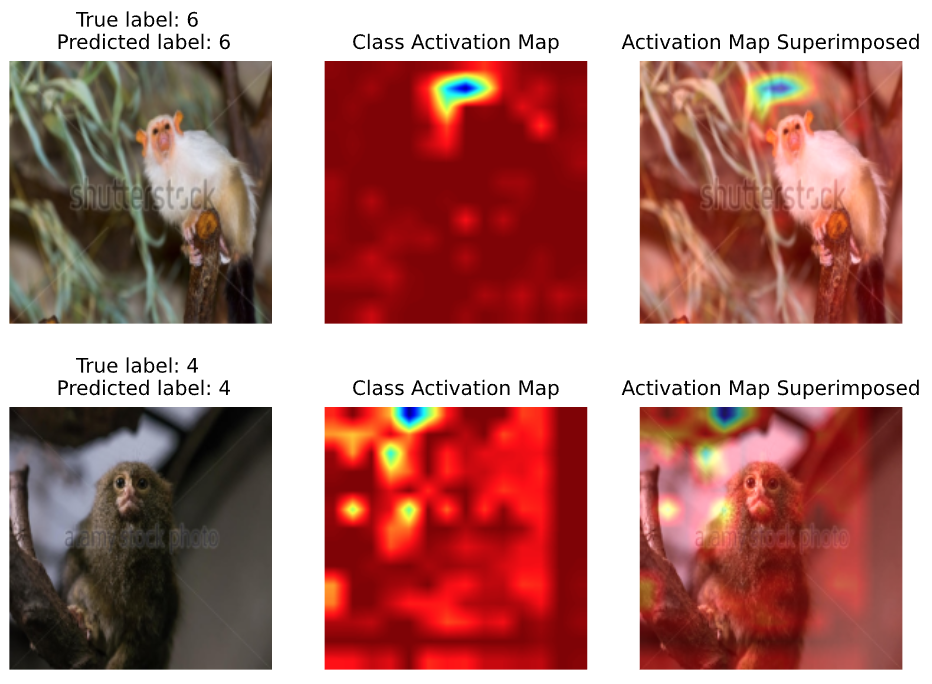 True label: 6
Predicted label: 6
Class Activation Map
Activation Map Superimposed
shutterstock
shutterstock
True label: 4
Predicted label: 4
Class Activation Map
Activation Map Superimposed
alamy stock photo
alamy stock photo